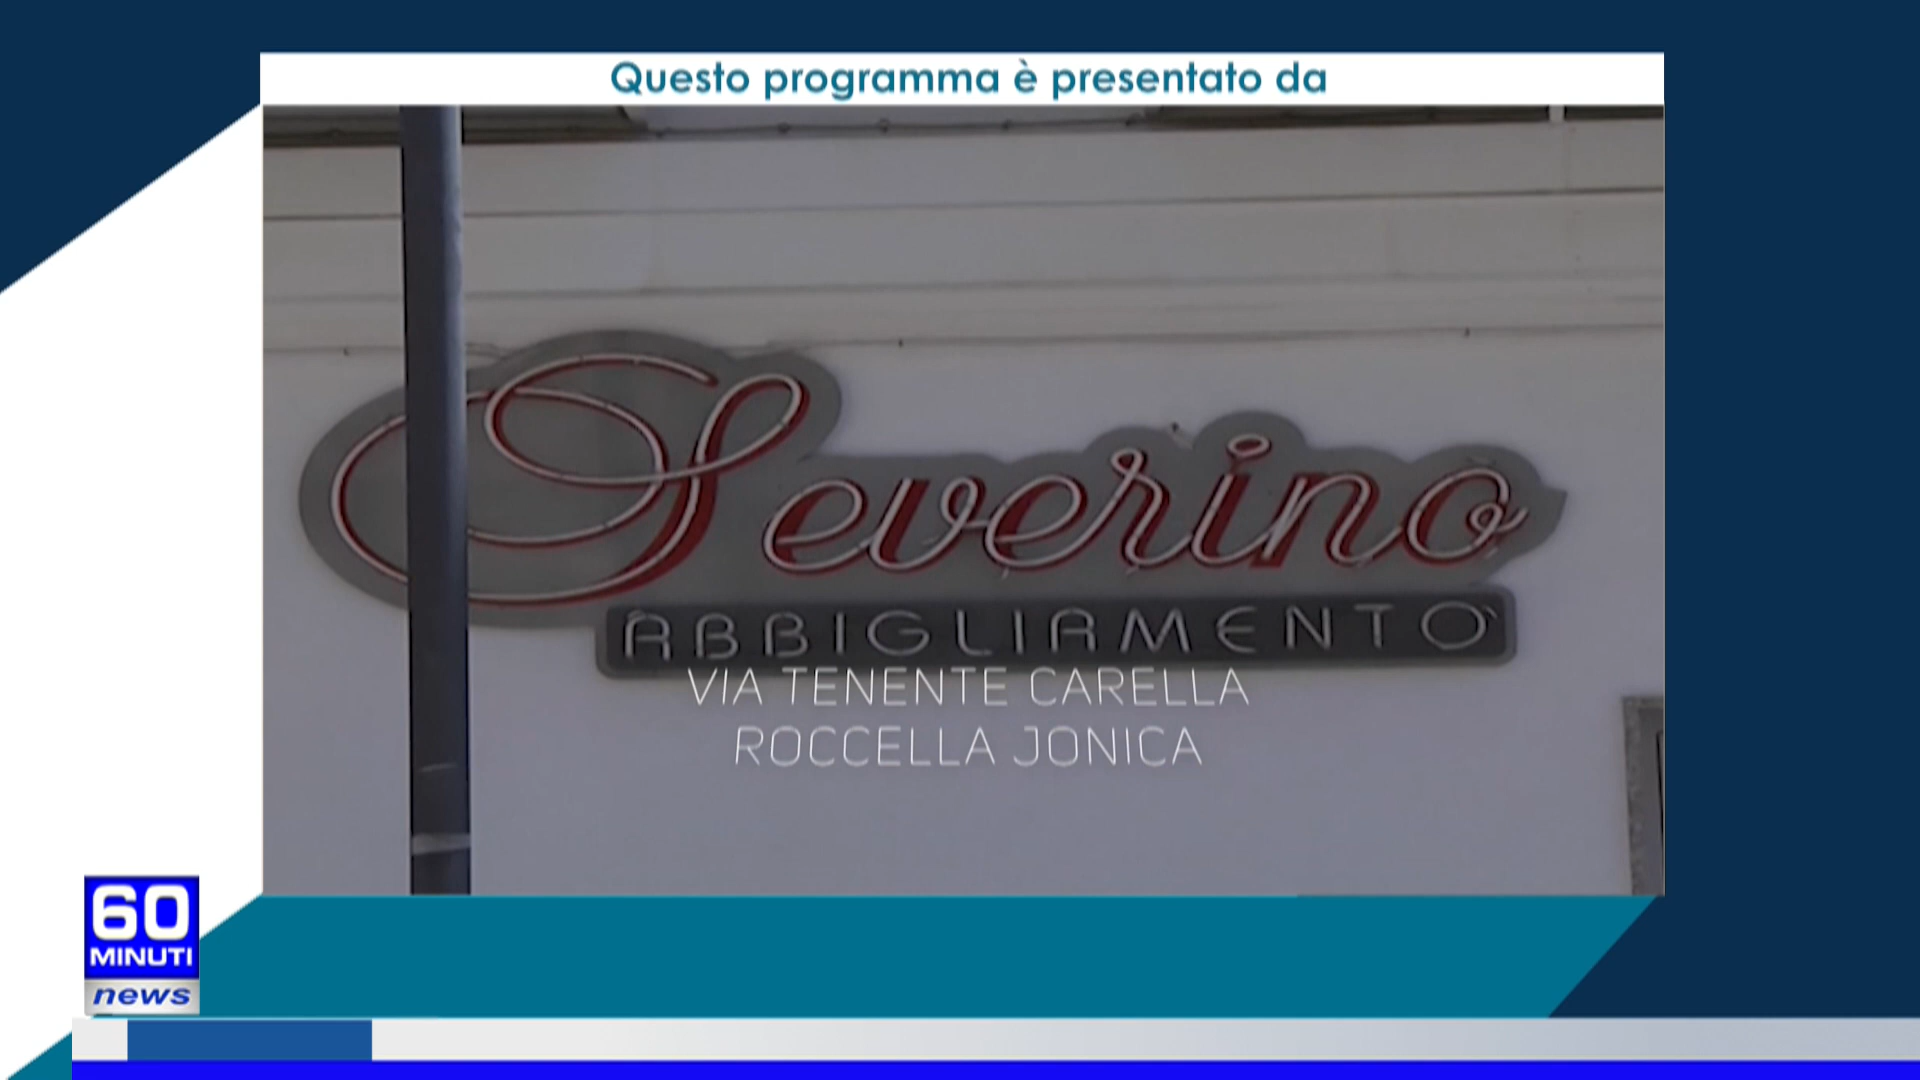 Questo programma è presentato da
Severino
ABBIGLIAMENTO
VIA TENENTE CARELLA
ROCCELLA JONICA
60
MINUTI
news